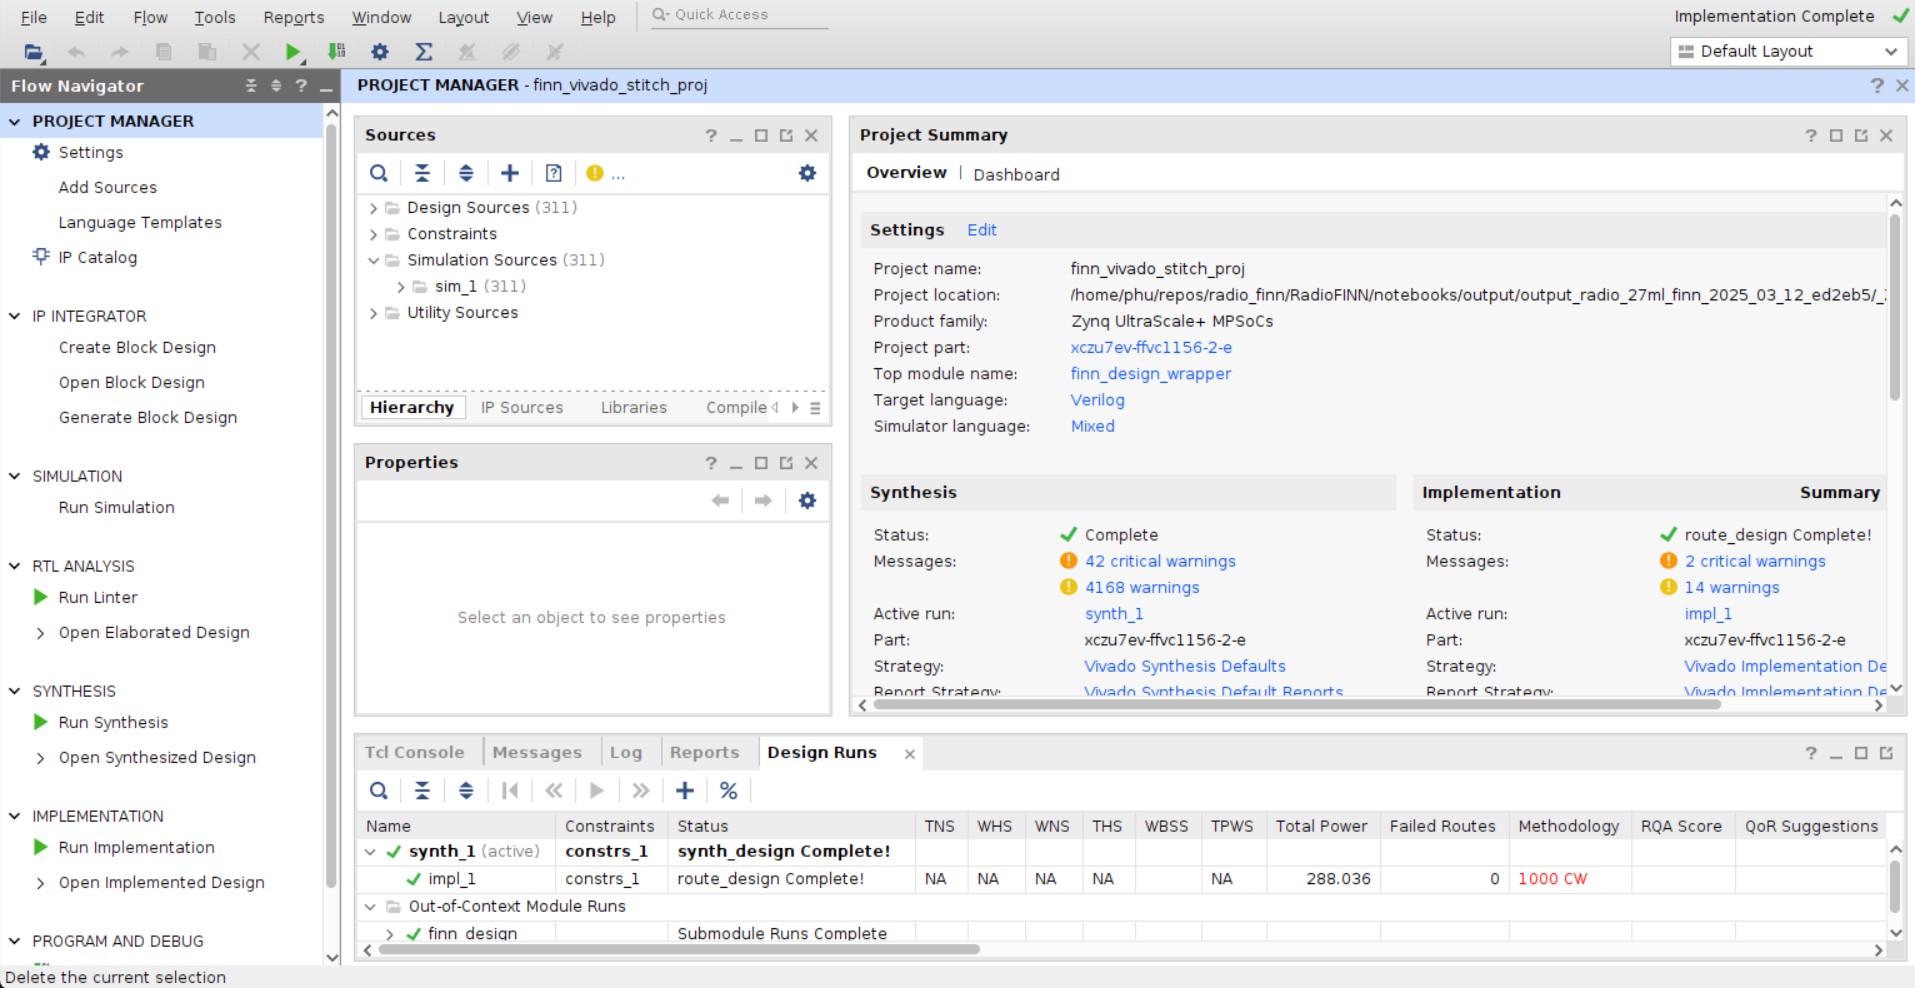 File Edit Flow Tools Reports Window Layout View Help Quick Access Implementation Complete
Default Layout
Flow Navigator
PROJECT MANAGER - finn_vivado_stitch_proj
PROJECT MANAGER
Settings
Add Sources
Language Templates
IP Catalog
IP INTEGRATOR
Create Block Design
Open Block Design
Generate Block Design
SIMULATION
Run Simulation
RTL ANALYSIS
Run Linter
Open Elaborated Design
SYNTHESIS
Run Synthesis
Open Synthesized Design
IMPLEMENTATION
Run Implementation
Open Implemented Design
PROGRAM AND DEBUG
Sources
...
Design Sources (311)
Constraints
Simulation Sources (311)
sim_1 (311)
Utility Sources
Hierarchy IP Sources Libraries Compile
Properties
Select an object to see properties
Project Summary
Overview | Dashboard
Settings Edit
Project name: finn_vivado_stitch_proj
Project location: /home/phu/repos/radio_finn/RadioFINN/notebooks/output/output_radio_27ml_finn_2025_03_12_ed2eb5/_
Product family: Zynq UltraScale+ MPSoCs
Project part: xczu7ev-ffvc1156-2-e
Top module name: finn_design_wrapper
Target language: Verilog
Simulator language: Mixed
Synthesis
Status: Complete
Messages: 42 critical warnings
4168 warnings
Active run: synth_1
Part: xczu7ev-ffvc1156-2-e
Strategy: Vivado Synthesis Defaults
Report Strategy: Vivado Synthesis Default Reports
Implementation Summary
Status: route_design Complete!
Messages: 2 critical warnings
14 warnings
Active run: impl_1
Part: xczu7ev-ffvc1156-2-e
Strategy: Vivado Implementation De
Report Strategy: Vivado Implementation De
Tcl Console Messages Log Reports Design Runs
Name Constraints Status TNS WHS WNS THS WBSS TPWS Total Power Failed Routes Methodology RQA Score QoR Suggestions
synth_1 (active) constrs_1 synth_design Complete!
impl_1 constrs_1 route_design Complete! NA NA NA NA NA 288.036 0 1000 CW
Out-of-Context Module Runs
finn_design Submodule Runs Complete
Delete the current selection